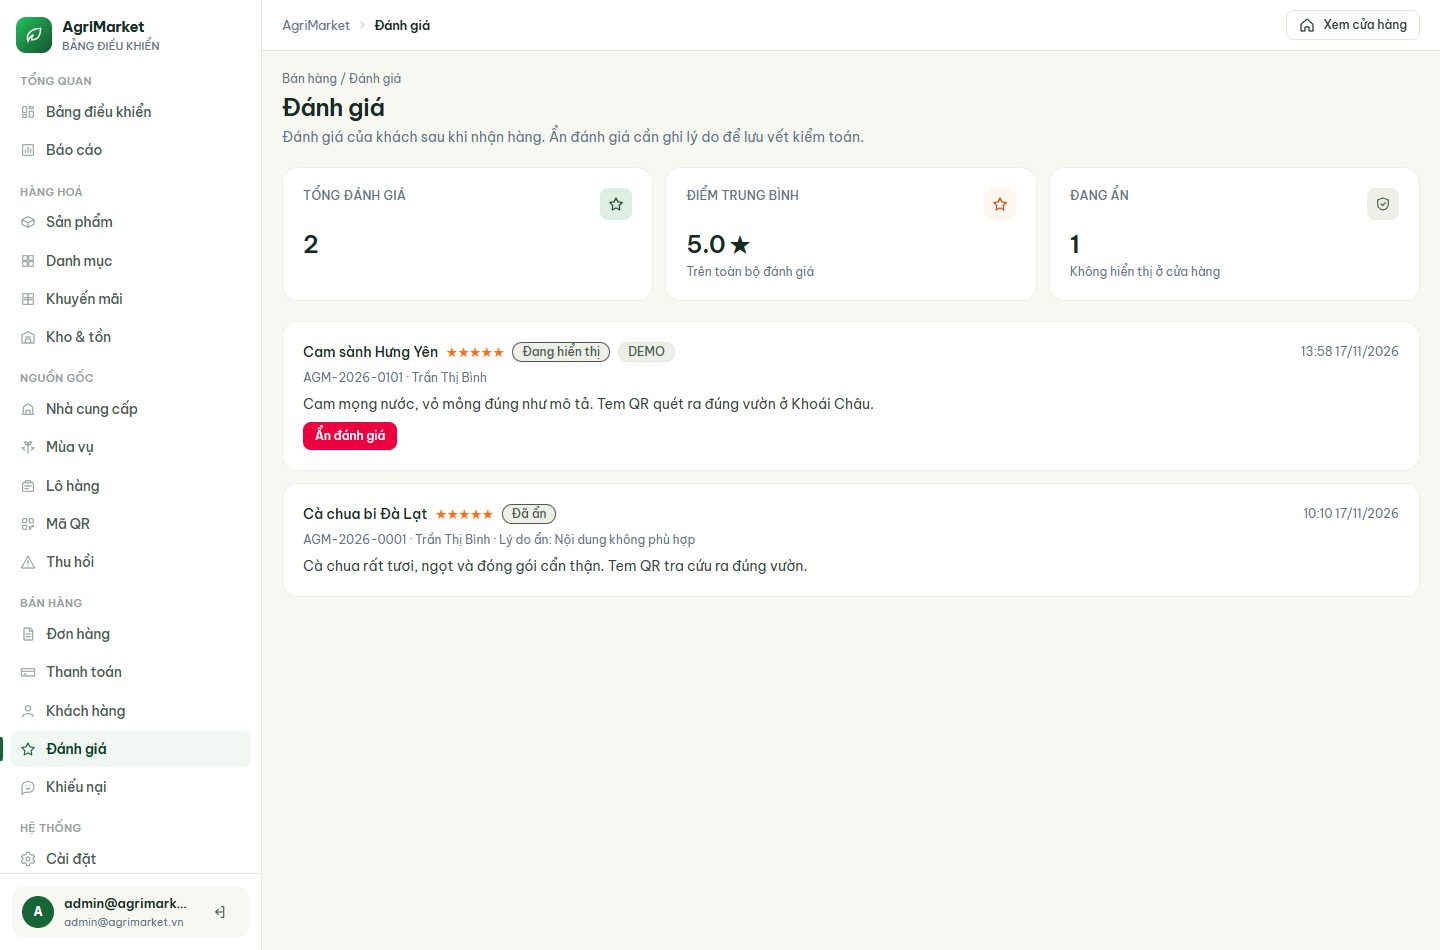 AgriMarket
BẢNG ĐIỀU KHIỂN
TỔNG QUAN
Bảng điều khiển
Báo cáo
HÀNG HOÁ
Sản phẩm
Danh mục
Khuyến mãi
Kho & tồn
NGUỒN GỐC
Nhà cung cấp
Mùa vụ
Lô hàng
Mã QR
Thu hồi
BÁN HÀNG
Đơn hàng
Thanh toán
Khách hàng
Đánh giá
Khiếu nại
HỆ THỐNG
Cài đặt
A
admin@agrimark...
admin@agrimarket.vn
AgriMarket > Đánh giá
Xem cửa hàng
Bán hàng / Đánh giá
Đánh giá
Đánh giá của khách sau khi nhận hàng. Ẩn đánh giá cần ghi lý do để lưu vết kiểm toán.
TỔNG ĐÁNH GIÁ
2
ĐIỂM TRUNG BÌNH
5.0 ★
Trên toàn bộ đánh giá
ĐANG ẨN
1
Không hiển thị ở cửa hàng
Cam sành Hưng Yên ★★★★★ Đang hiển thị DEMO 13:58 17/11/2026
AGM-2026-0101 · Trần Thị Bình
Cam mọng nước, vỏ mỏng đúng như mô tả. Tem QR quét ra đúng vườn ở Khoái Châu.
Ẩn đánh giá
Cà chua bi Đà Lạt ★★★★★ Đã ẩn 10:10 17/11/2026
AGM-2026-0001 · Trần Thị Bình · Lý do ẩn: Nội dung không phù hợp
Cà chua rất tươi, ngọt và đóng gói cẩn thận. Tem QR tra cứu ra đúng vườn.